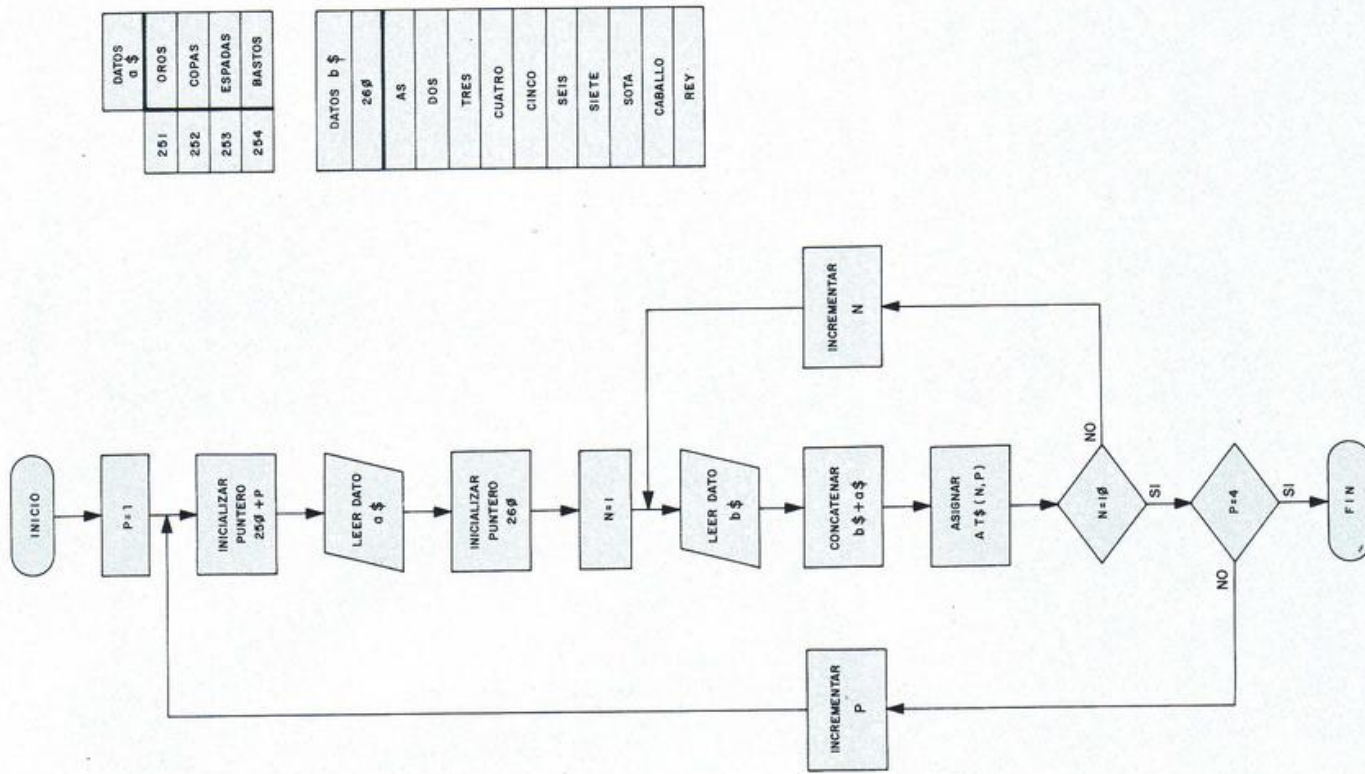 INICIO
P=1
INICIALIZAR
PUNTERO
25Ø+P
LEER DATO
a $
INICIALIZAR
PUNTERO
26Ø
N=1
LEER DATO
b $
CONCATENAR
b$+a$
ASIGNAR
A T$ (N,P)
N=1Ø
NO
SI
P=4
NO
SI
FIN
INCREMENTAR
N
INCREMENTAR
P
DATOS
a $
251 OROS
252 COPAS
253 ESPADAS
254 BASTOS
DATOS b $
26Ø
AS
DOS
TRES
CUATRO
CINCO
SEIS
SIETE
SOTA
CABALLO
REY